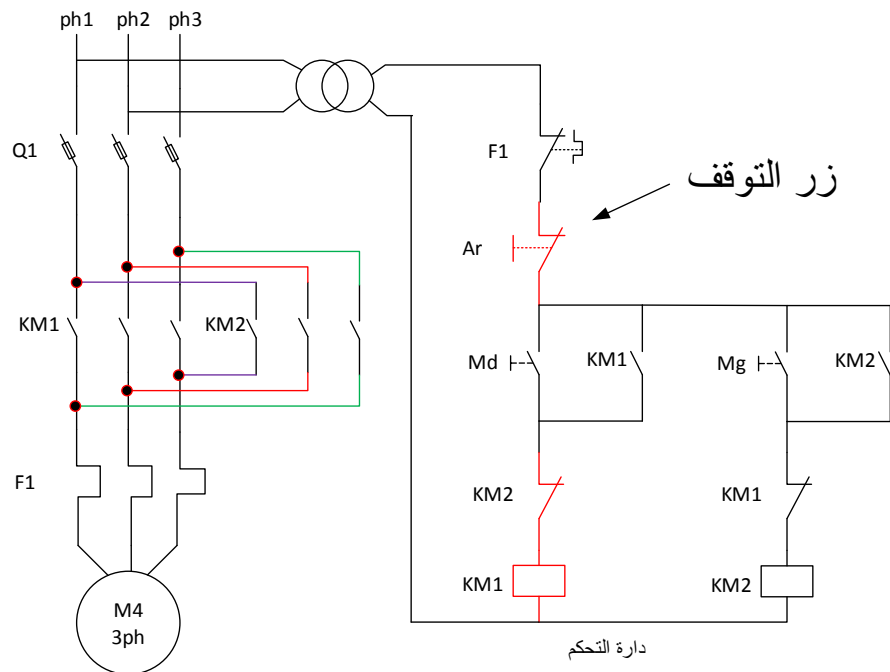 ph1 ph2 ph3
Q1
F1
زر التوقف
Ar
KM1 KM2
Md KM1 Mg KM2
F1
KM2 KM1
KM1 KM2
M4
3ph
دارة التحكم